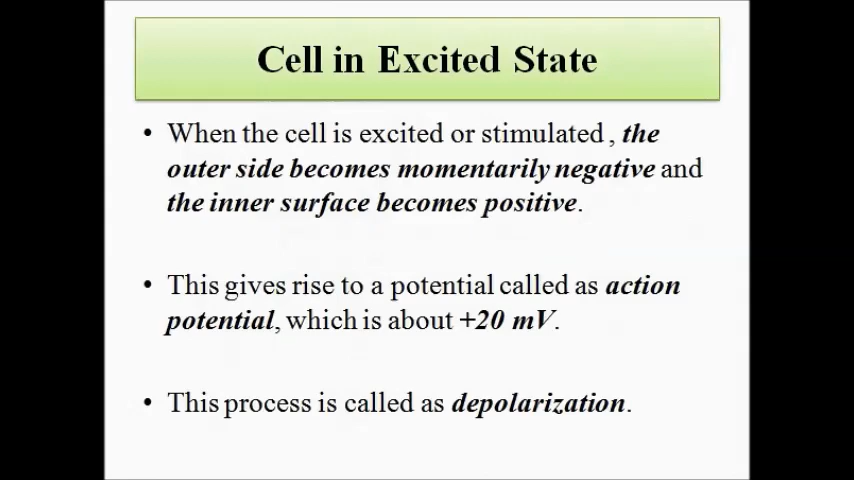 Cell in Excited State
• When the cell is excited or stimulated , the
outer side becomes momentarily negative and
the inner surface becomes positive.
• This gives rise to a potential called as action
potential, which is about +20 mV.
• This process is called as depolarization.